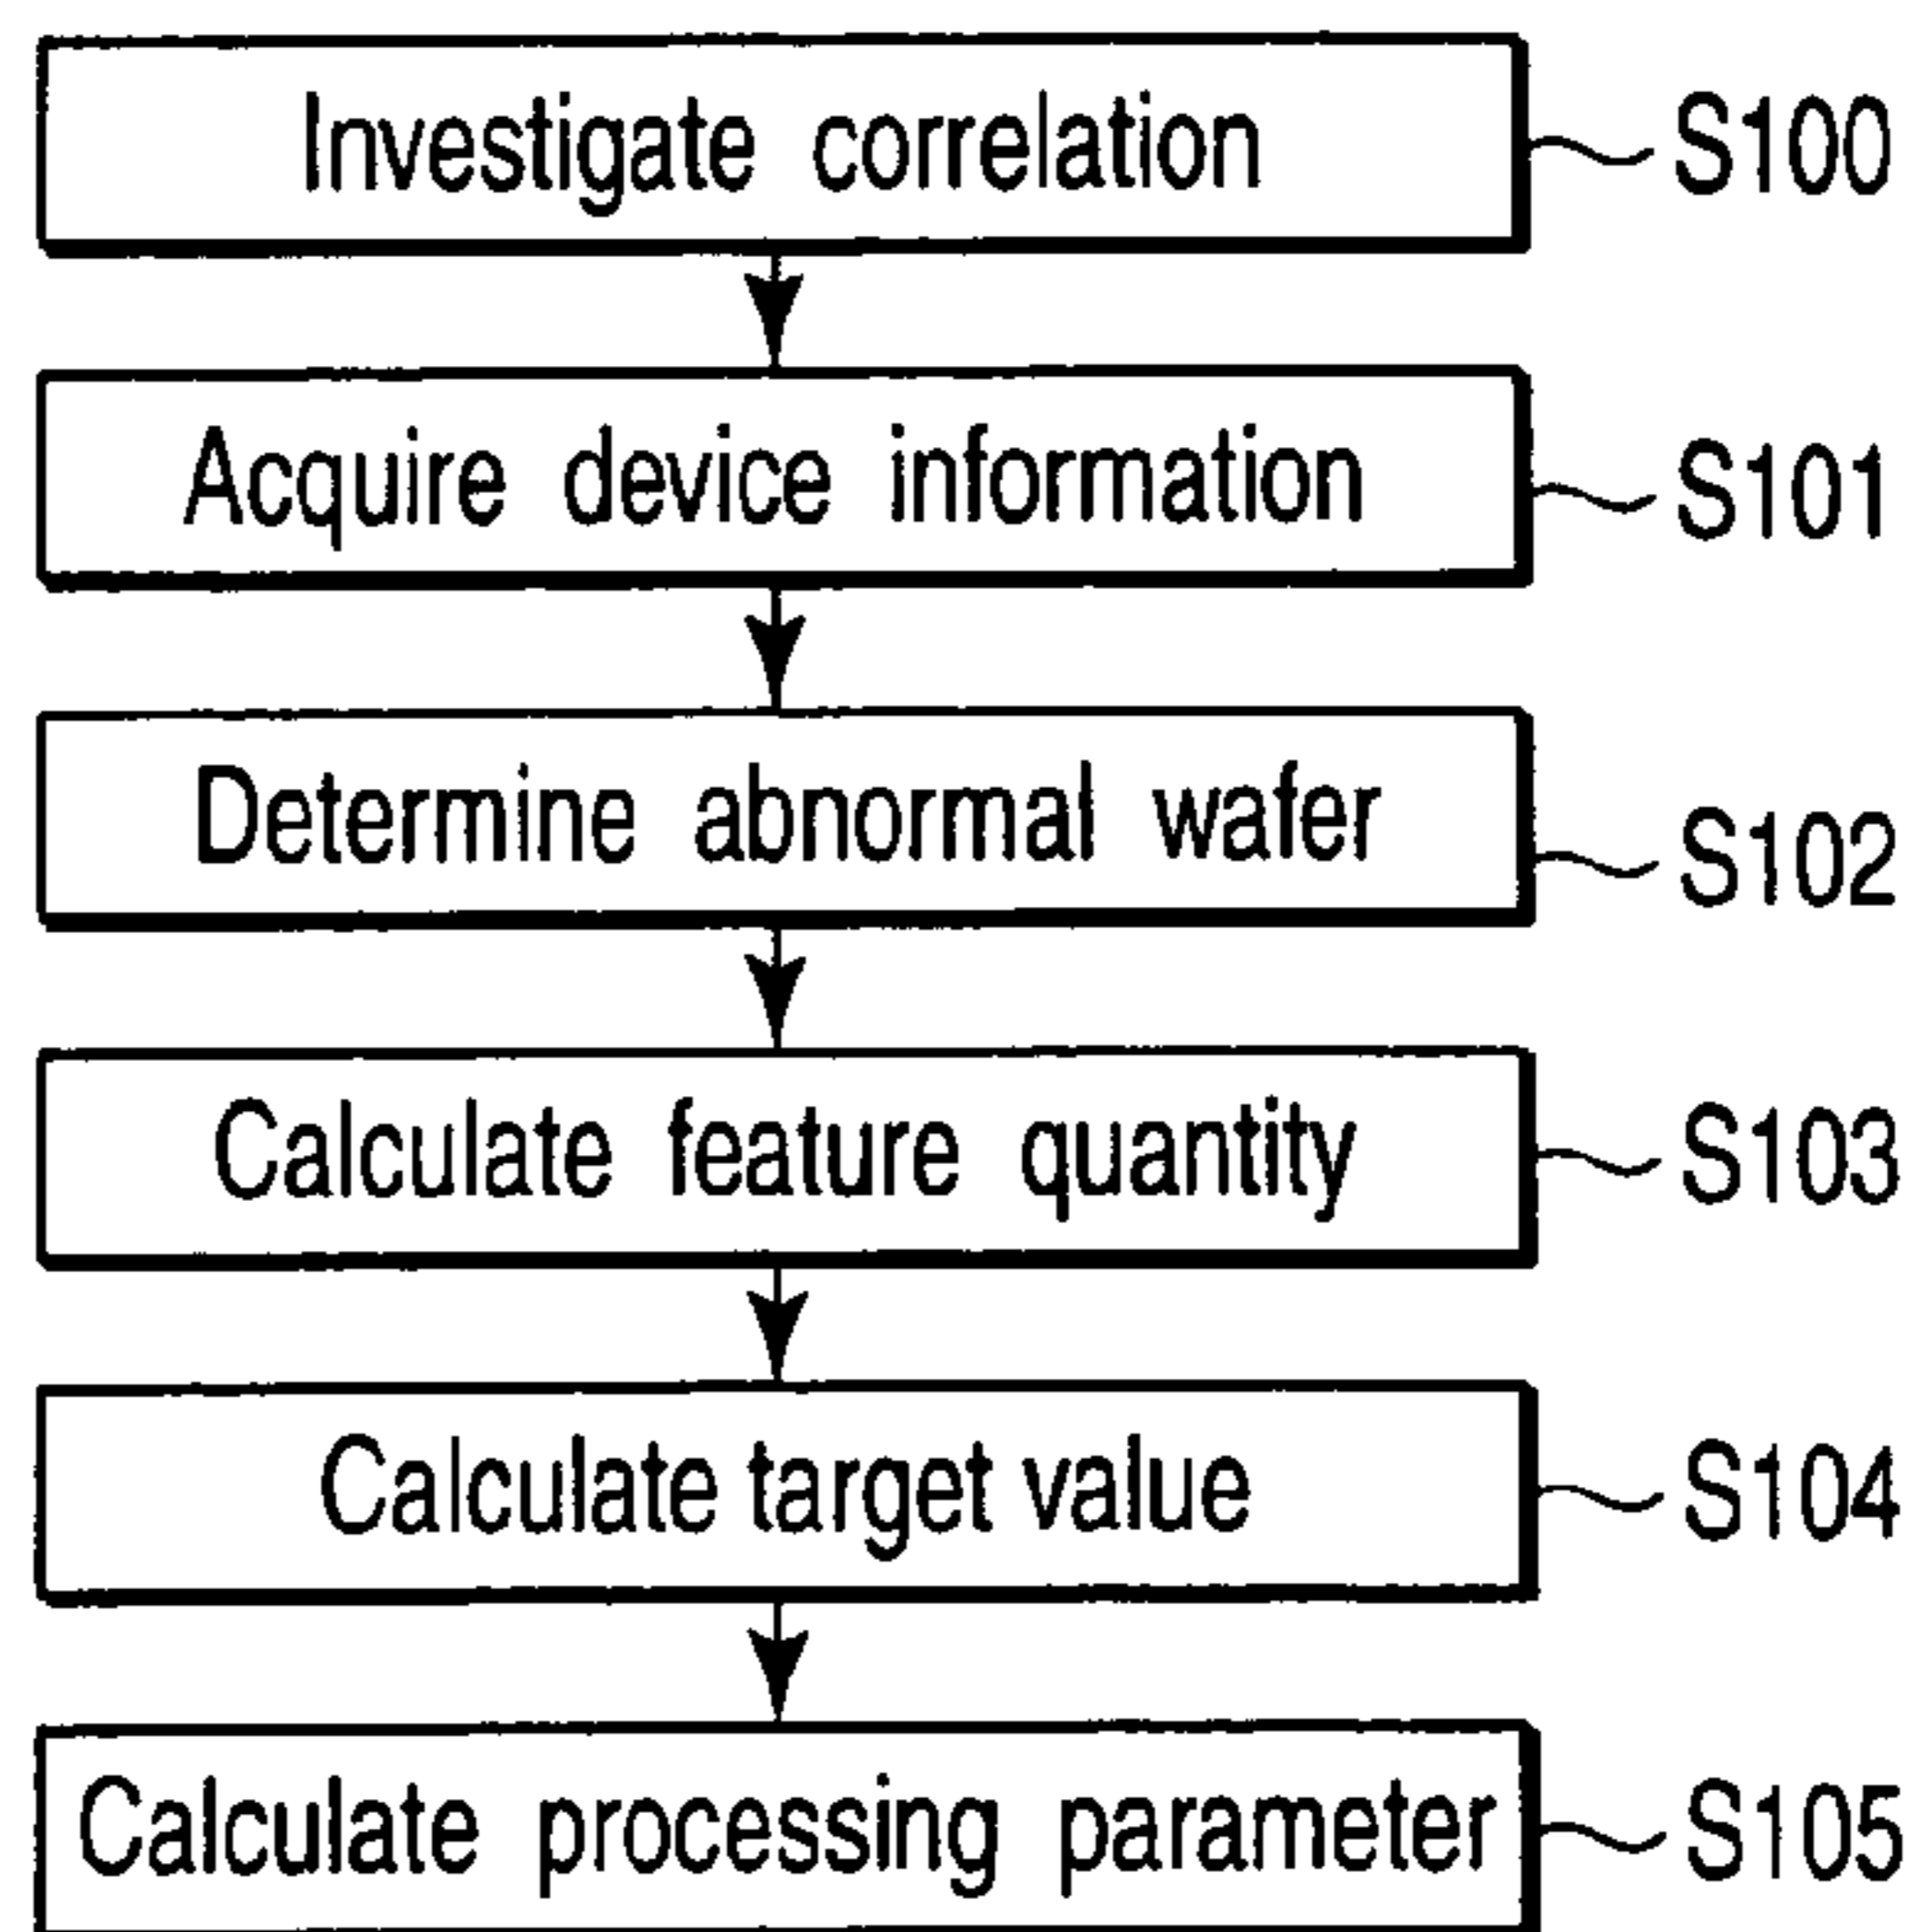 Investigate correlation S100
Acquire device information S101
Determine abnormal wafer S102
Calculate feature quantity S103
Calculate target value S104
Calculate processing parameter S105